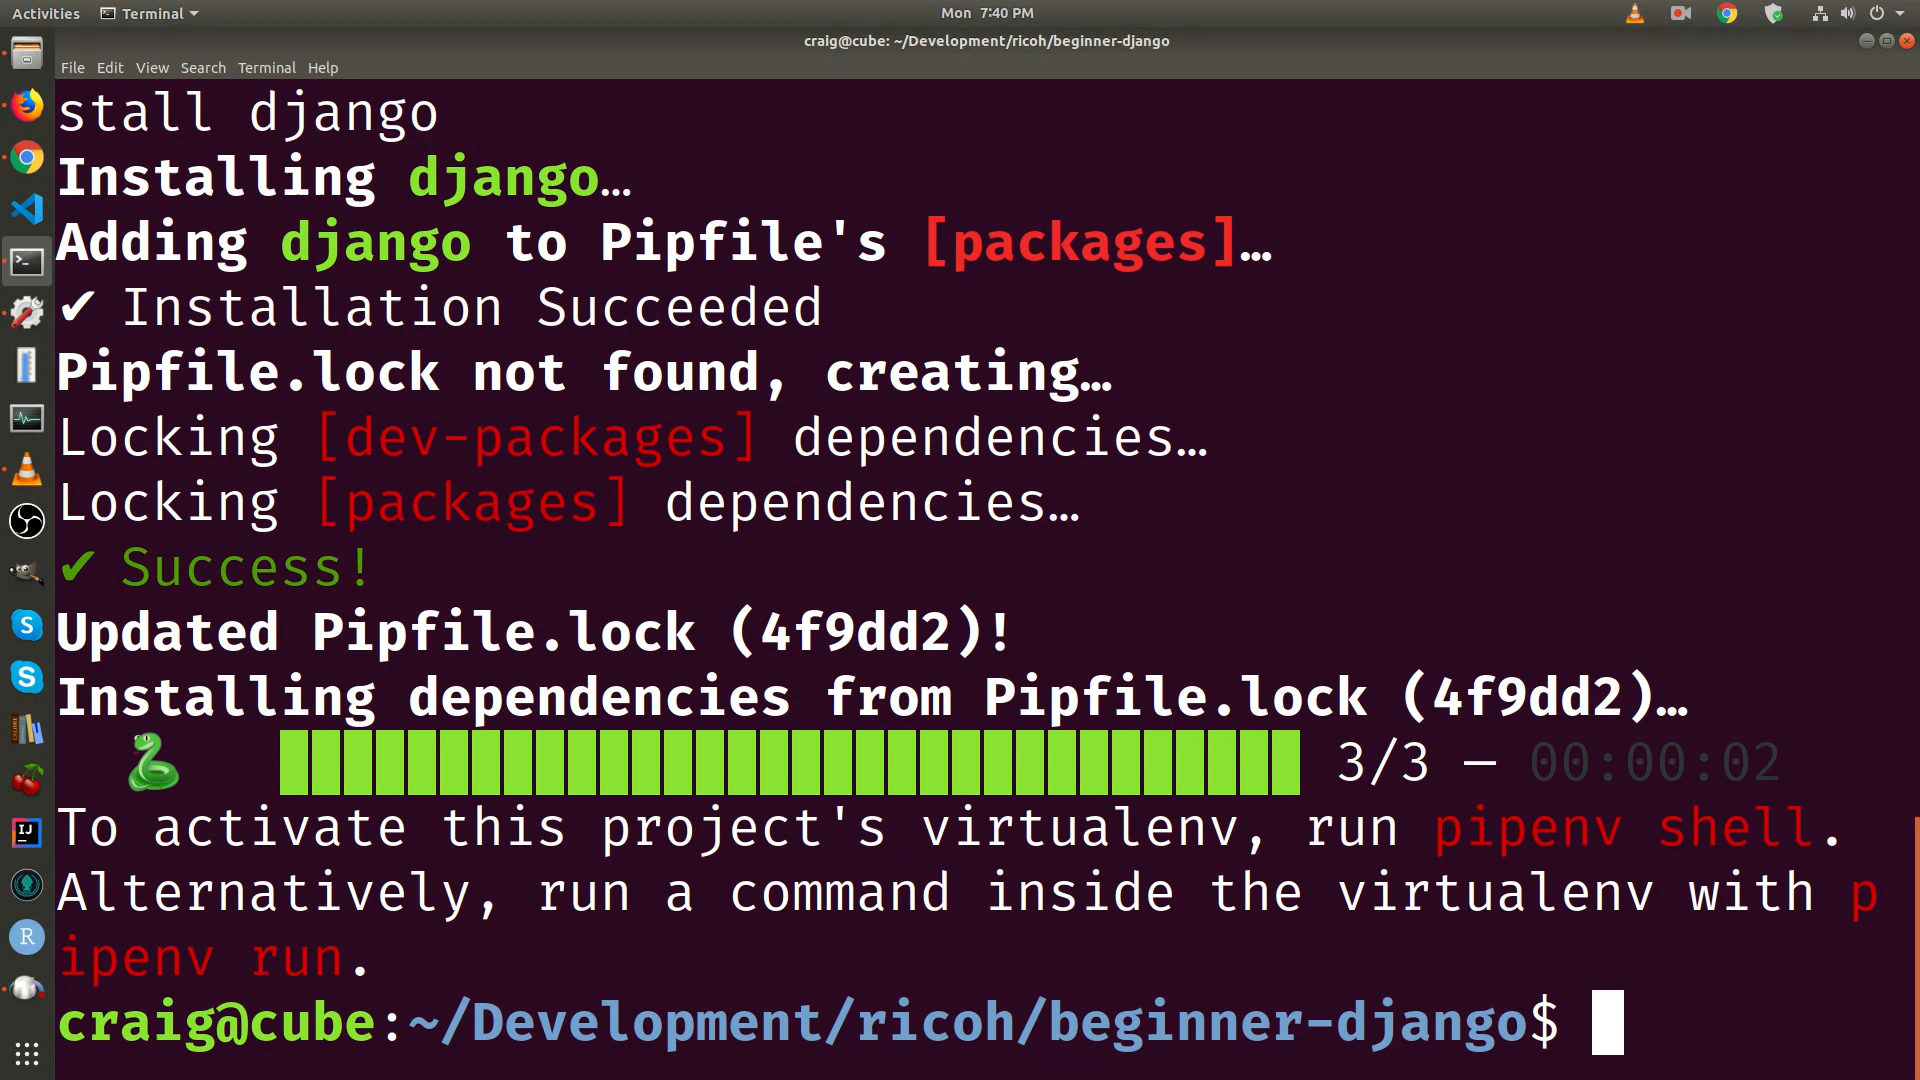 Activities Terminal Mon 7:40 PM
craig@cube: ~/Development/ricoh/beginner-django
File Edit View Search Terminal Help
stall django
Installing django…
Adding django to Pipfile's [packages]…
✔ Installation Succeeded
Pipfile.lock not found, creating…
Locking [dev-packages] dependencies…
Locking [packages] dependencies…
✔ Success!
Updated Pipfile.lock (4f9dd2)!
Installing dependencies from Pipfile.lock (4f9dd2)…
3/3 — 00:00:02
To activate this project's virtualenv, run pipenv shell.
Alternatively, run a command inside the virtualenv with p
ipenv run.
craig@cube:~/Development/ricoh/beginner-django$
S
S
IJ
R